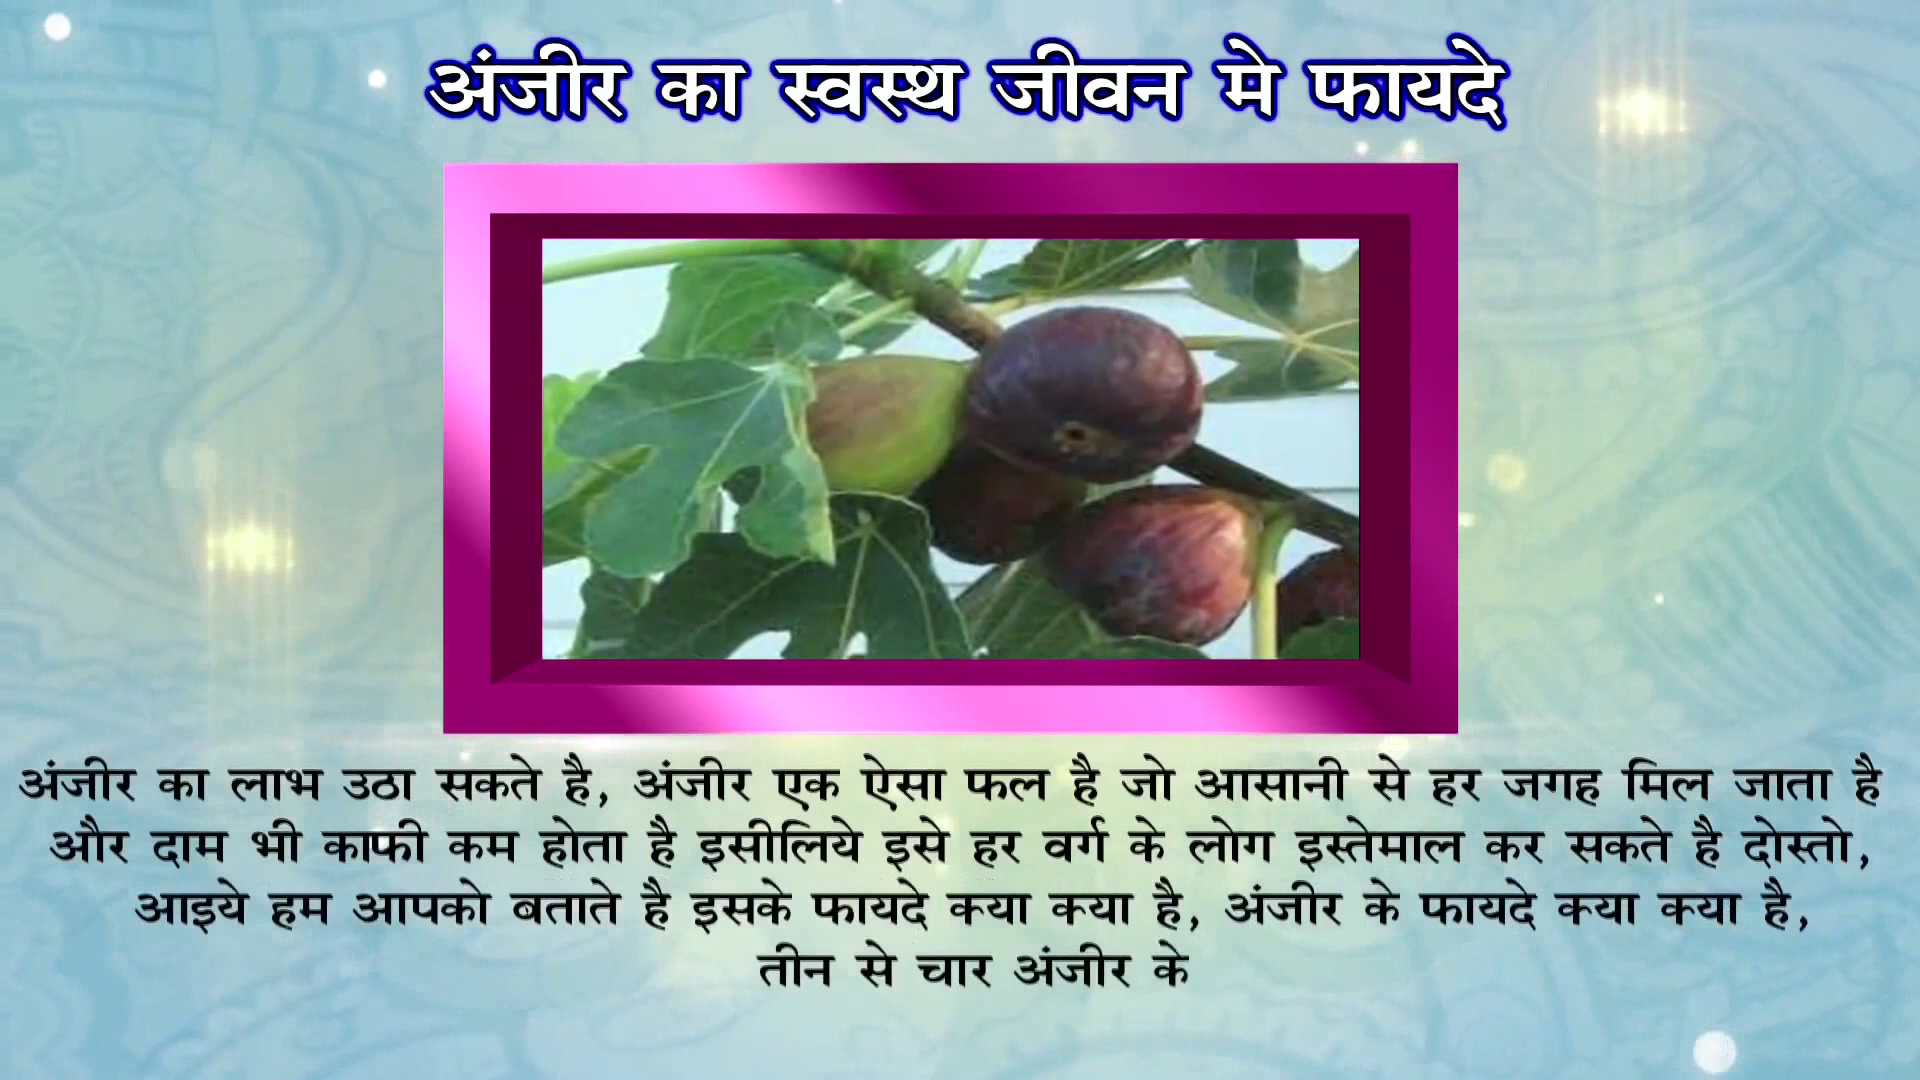 अंजीर का स्वस्थ जीवन मे फायदे
अंजीर का लाभ उठा सकते है, अंजीर एक ऐसा फल है जो आसानी से हर जगह मिल जाता है
और दाम भी काफी कम होता है इसीलिये इसे हर वर्ग के लोग इस्तेमाल कर सकते है दोस्तो,
आइये हम आपको बताते है इसके फायदे क्या क्या है, अंजीर के फायदे क्या क्या है,
तीन से चार अंजीर के